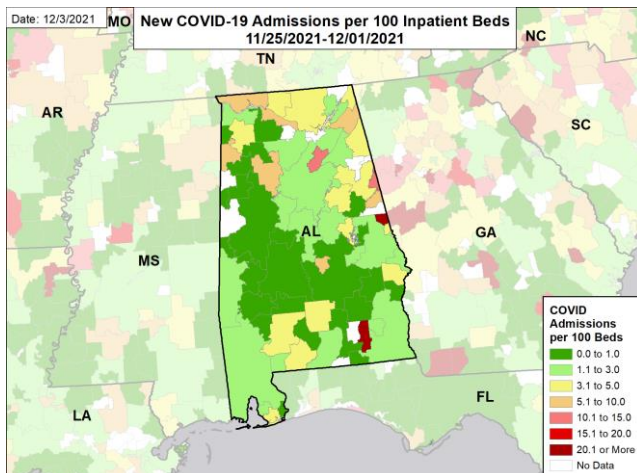 Date: 12/3/2021
New COVID-19 Admissions per 100 Inpatient Beds
11/25/2021-12/01/2021
MO
TN
NC
AR
SC
MS
AL
GA
LA
FL
COVID
Admissions
per 100 Beds
0.0 to 1.0
1.1 to 3.0
3.1 to 5.0
5.1 to 10.0
10.1 to 15.0
15.1 to 20.0
20.1 or More
No Data